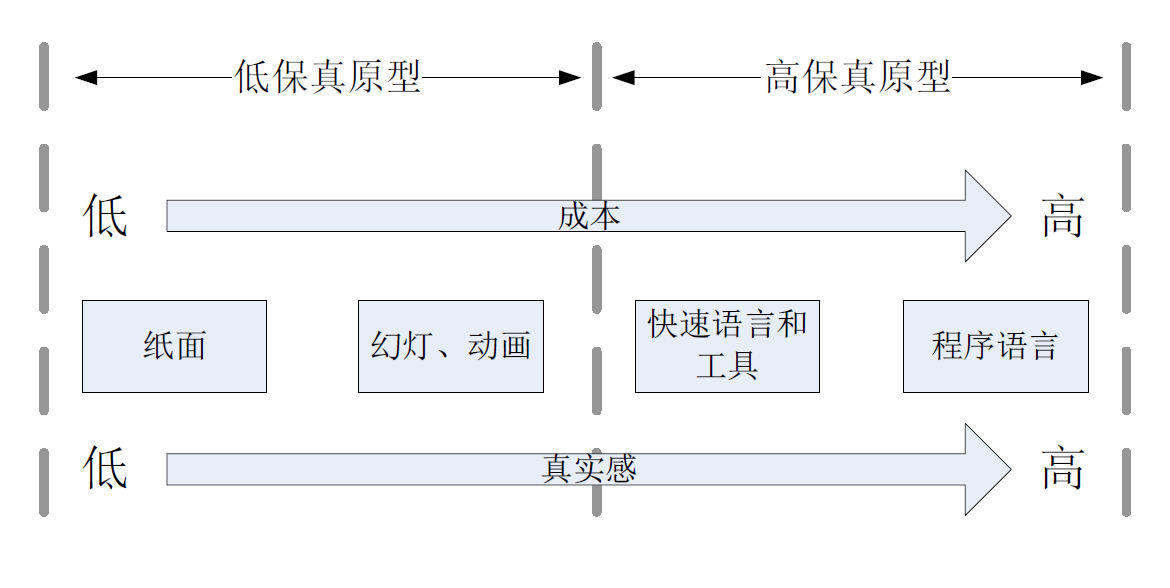 低保真原型
高保真原型
低
成本
高
纸面
幻灯、动画
快速语言和
工具
程序语言
低
真实感
高